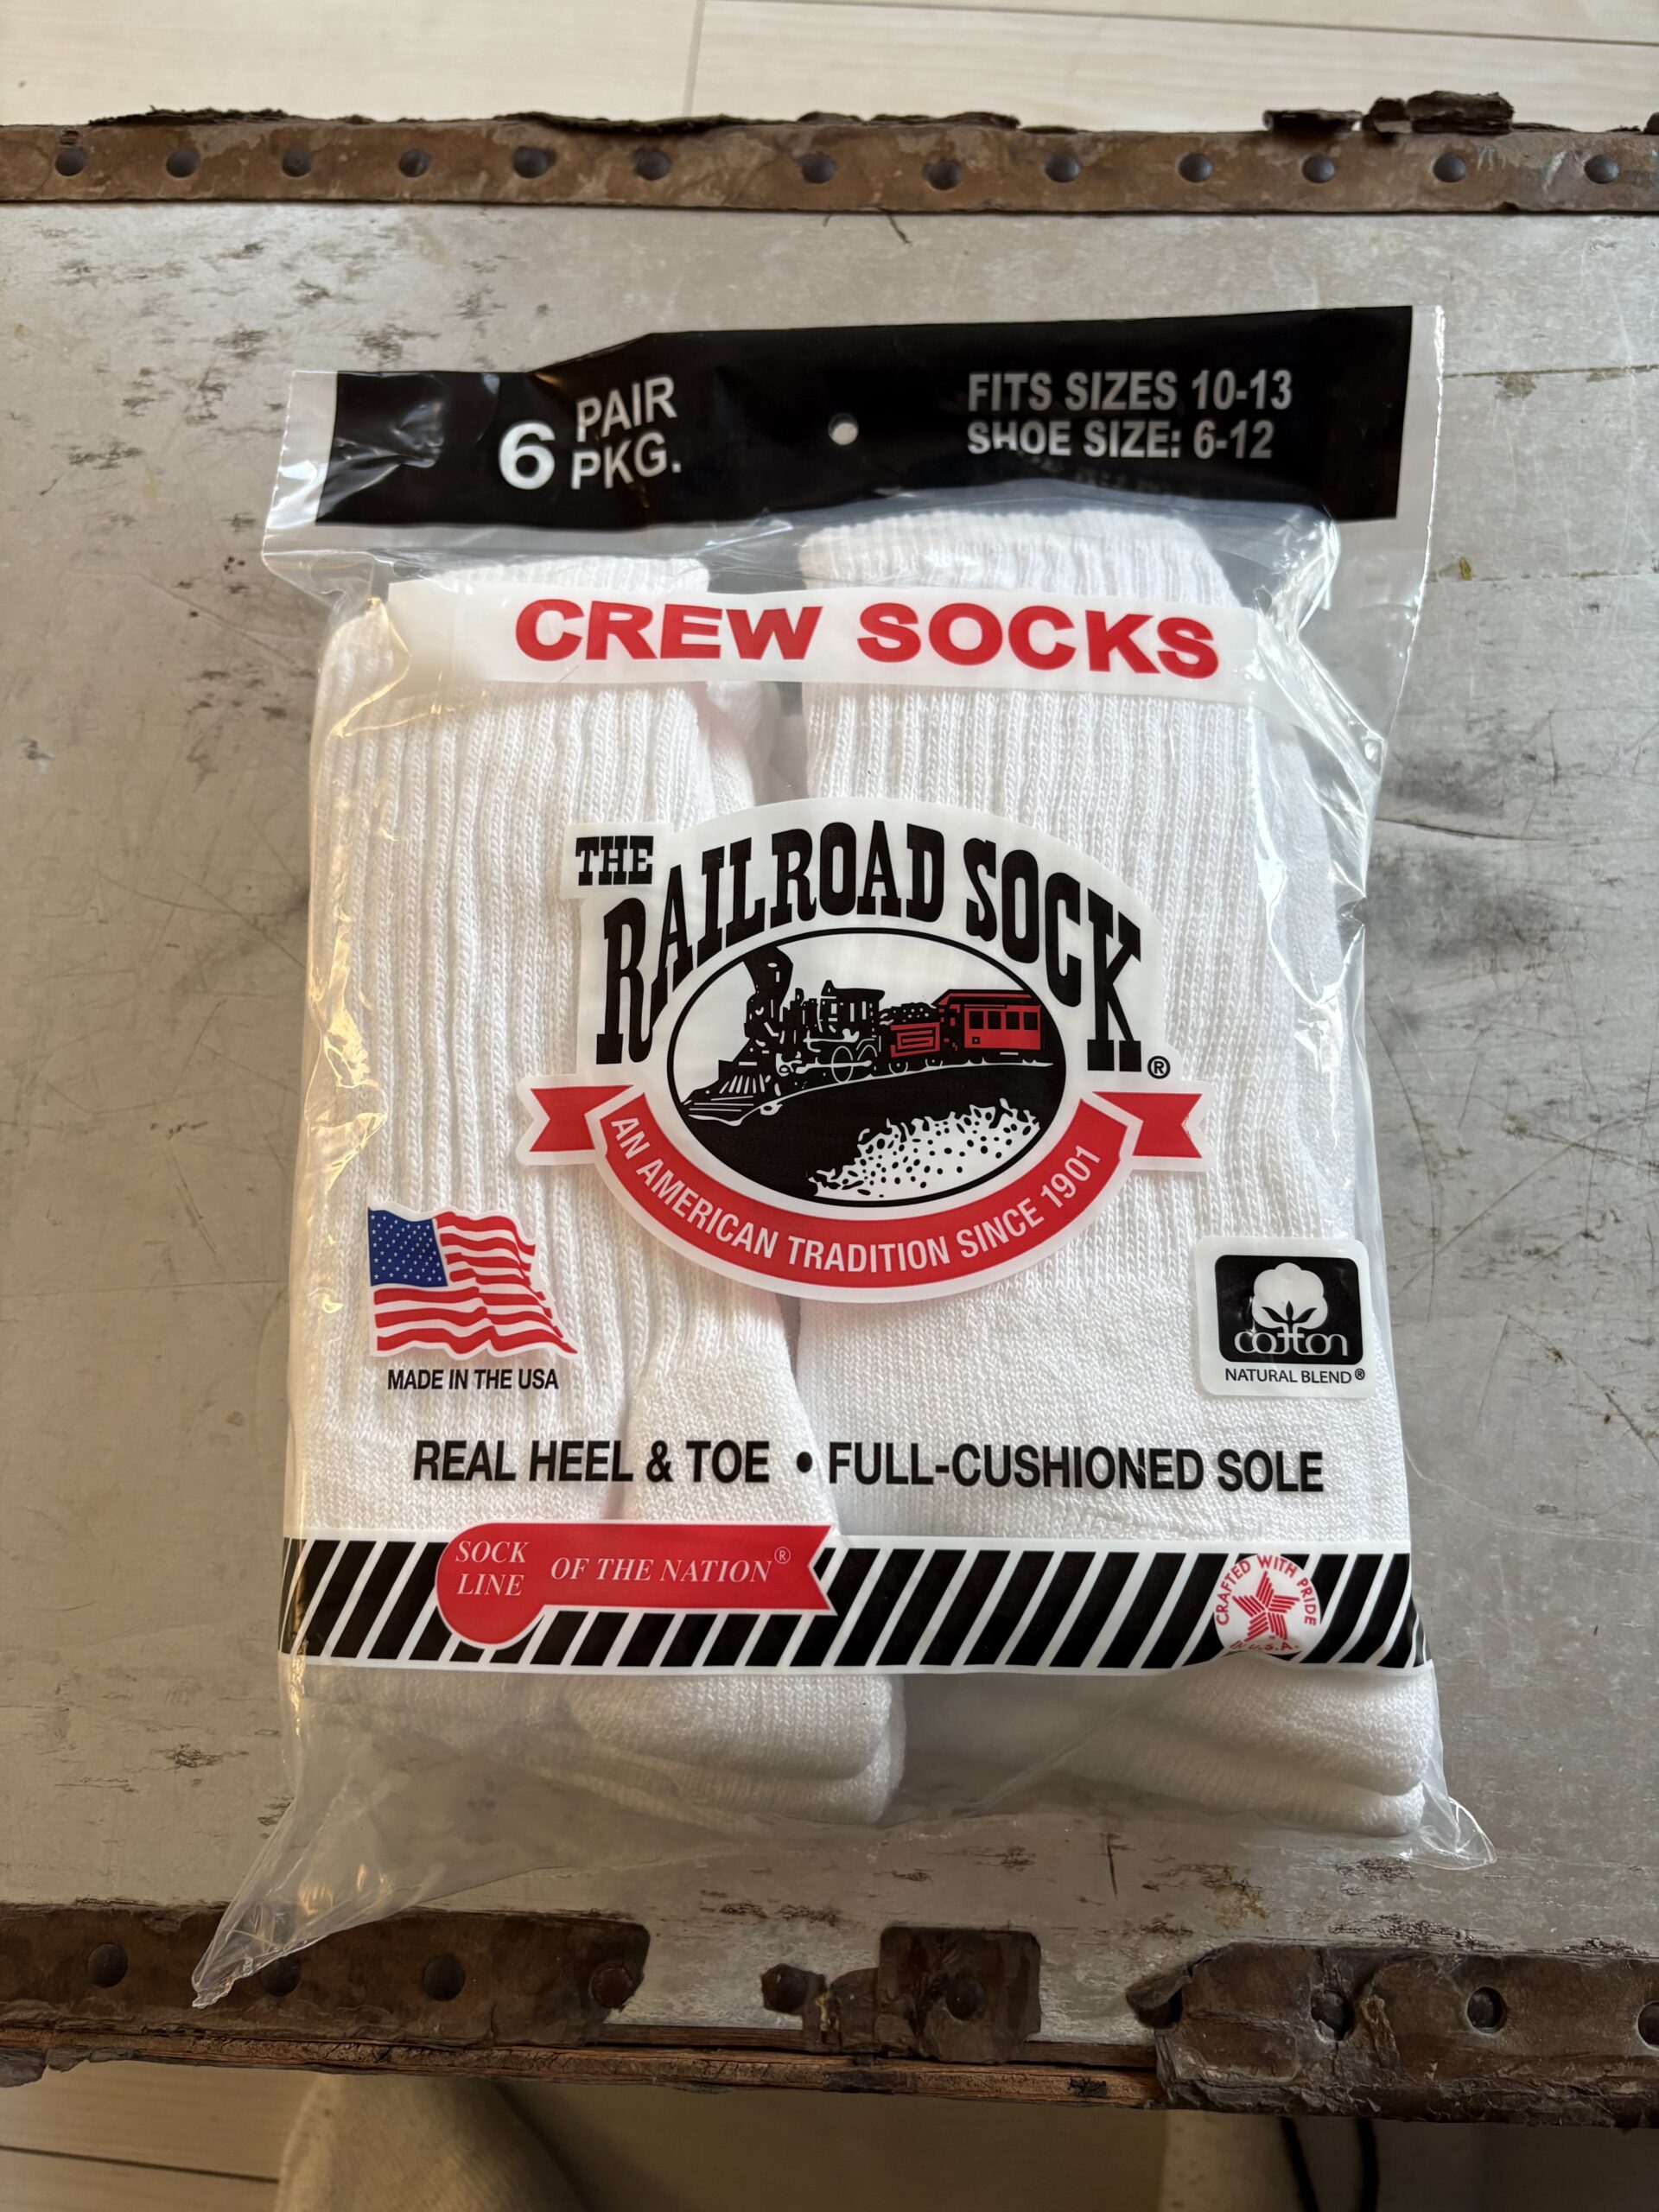 6 PAIR
PKG.
FITS SIZES 10-13
SHOE SIZE: 6-12
CREW SOCKS
THE
RAILROAD SOCK®
AN AMERICAN TRADITION SINCE 1901
MADE IN THE USA
cotton
NATURAL BLEND®
REAL HEEL & TOE • FULL-CUSHIONED SOLE
SOCK
LINE
OF THE NATION®
CRAFTED WITH PRIDE
IN U.S.A.